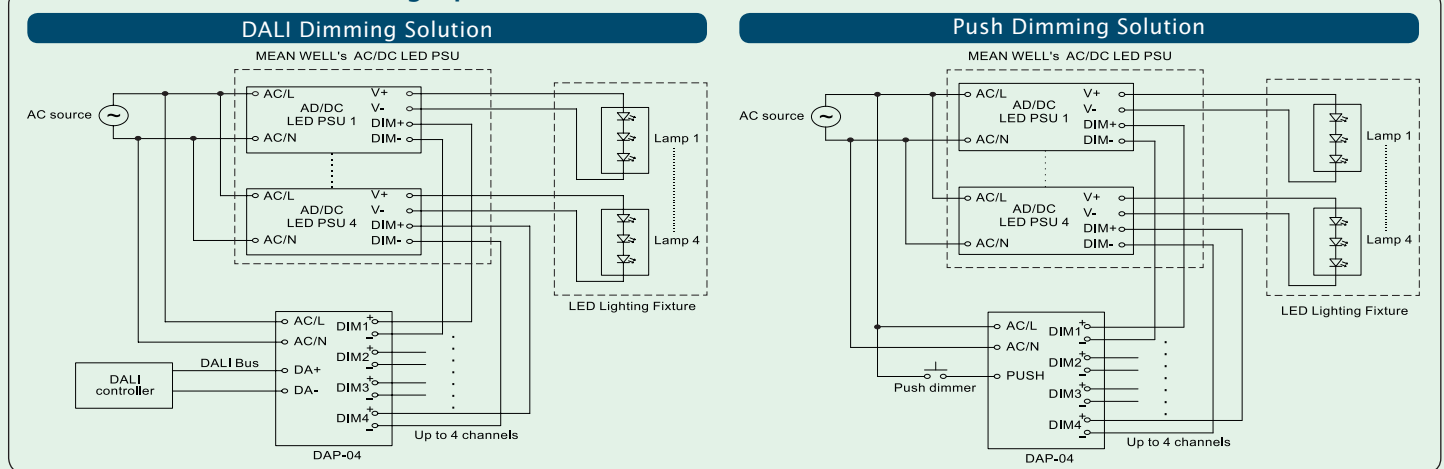 DALI Dimming Solution
MEAN WELL's AC/DC LED PSU
AC source
~
AC/L
AC/N
AD/DC
LED PSU 1
V+
V-
DIM+
DIM-
Lamp 1
AC/L
AC/N
AD/DC
LED PSU 4
V+
V-
DIM+
DIM-
Lamp 4
LED Lighting Fixture
DALI
controller
DALI Bus
AC/L
AC/N
DA+
DA-
DIM1
+
-
DIM2
+
-
DIM3
+
-
DIM4
+
-
Up to 4 channels
DAP-04
Push Dimming Solution
MEAN WELL's AC/DC LED PSU
AC source
~
AC/L
AC/N
AD/DC
LED PSU 1
V+
V-
DIM+
DIM-
Lamp 1
AC/L
AC/N
AD/DC
LED PSU 4
V+
V-
DIM+
DIM-
Lamp 4
LED Lighting Fixture
Push dimmer
AC/L
AC/N
PUSH
DIM1
+
-
DIM2
+
-
DIM3
+
-
DIM4
+
-
Up to 4 channels
DAP-04